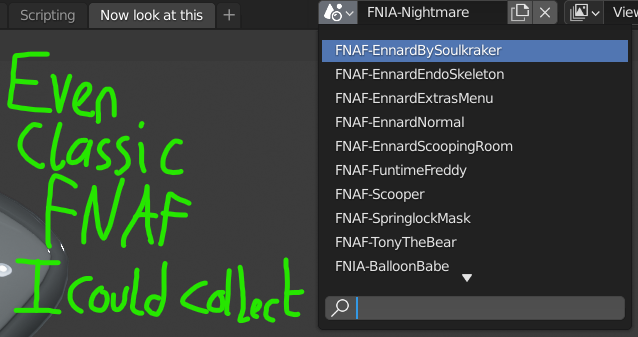 Scripting
Now look at this
+
FNIA-Nightmare
View
FNAF-EnnardBySoulkraker
FNAF-EnnardEndoSkeleton
FNAF-EnnardExtrasMenu
FNAF-EnnardNormal
FNAF-EnnardScoopingRoom
FNAF-FuntimeFreddy
FNAF-Scooper
FNAF-SpringlockMask
FNAF-TonyTheBear
FNIA-BalloonBabe
Even
Classic
FNAF
I could collect